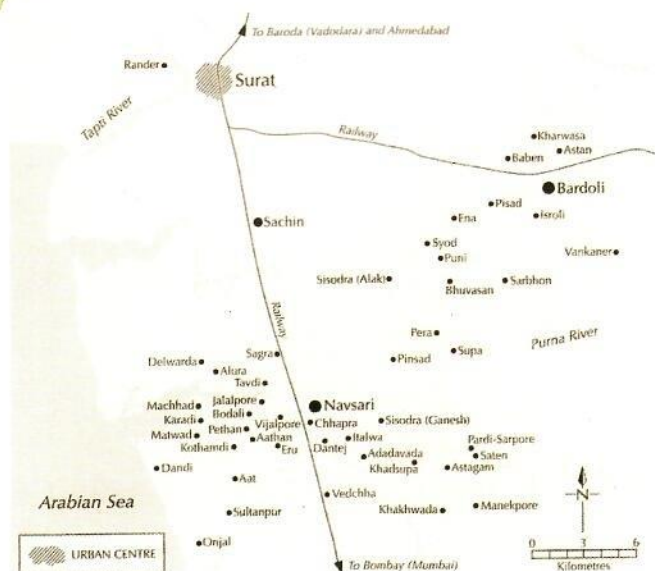 To Baroda (Vadodara) and Ahmedabad
Rander
Surat
Tapti River
Railway
Kharwasa
Astan
Baben
Bardoli
Pisad
Isroli
Ena
Sachin
Syod
Puni
Vankaner
Sisodra (Alak)
Bhuvasan
Sarbhon
Railway
Pera
Purna River
Supa
Pinsad
Sagra
Delwarda
Alura
Tavdi
Jalalpore
Navsari
Machhad
Bodali
Karadi
Vijalpore
Chhapra
Sisodra (Ganesh)
Pethan
Matwad
Aathan
Dantej
Italwa
Pardi-Sarpore
Kothamdi
Eru
Adadavada
Saten
Khadsupa
Astagam
Dandi
Aat
N
Arabian Sea
Vedchha
Khakhwada
Manekpore
Sultanpur
Onjal
0 3 6
Kilometres
URBAN CENTRE
To Bombay (Mumbai)